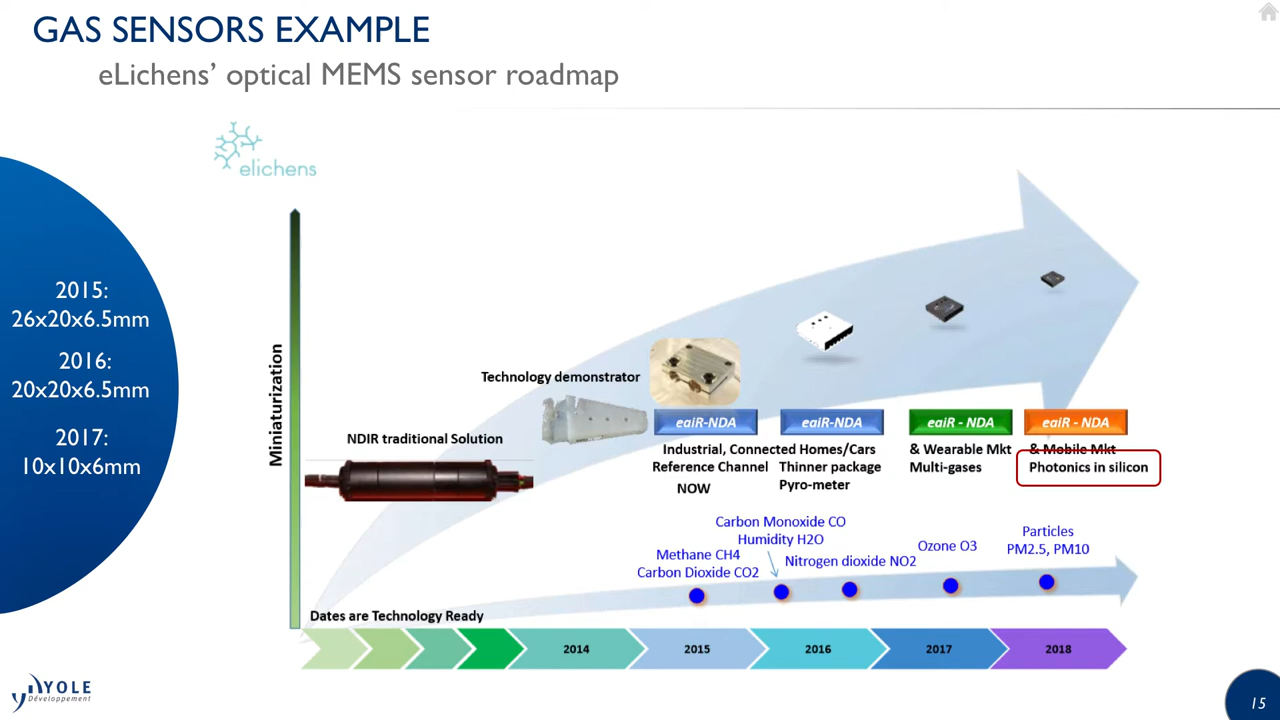 GAS SENSORS EXAMPLE
eLichens’ optical MEMS sensor roadmap
elichens
2015:
26x20x6.5mm
2016:
20x20x6.5mm
2017:
10x10x6mm
Miniaturization
Technology demonstrator
NDIR traditional Solution
eaiR-NDA
eaiR-NDA
eaiR - NDA
eaiR - NDA
Industrial, Connected Homes/Cars
Reference Channel
NOW
Thinner package
Pyro-meter
& Wearable Mkt
Multi-gases
& Mobile Mkt
Photonics in silicon
Carbon Monoxide CO
Humidity H2O
Methane CH4
Carbon Dioxide CO2
Nitrogen dioxide NO2
Ozone O3
Particles
PM2.5, PM10
Dates are Technology Ready
2014
2015
2016
2017
2018
YOLE
Développement
15